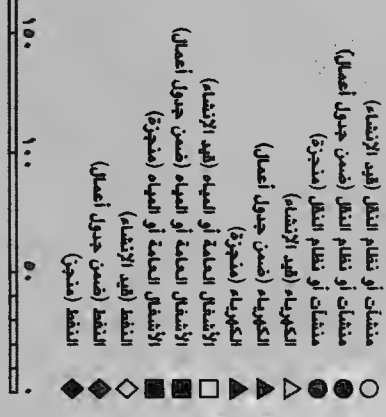 النفط (منجز)
النفط (ضمن جدول أعمال)
النفط (قيد الإنشاء)
الأشغال العامة أو المياه (منجزة)
الأشغال العامة أو المياه (ضمن جدول أعمال)
الأشغال العامة أو المياه (قيد الإنشاء)
الكهرباء (منجزة)
الكهرباء (ضمن جدول أعمال)
الكهرباء (قيد الإنشاء)
منشآت أو نظام النقل (منجزة)
منشآت أو نظام النقل (ضمن جدول أعمال)
منشآت أو نظام النقل (قيد الإنشاء)
٠ ٥٠ ١٠٠ ١٥٠